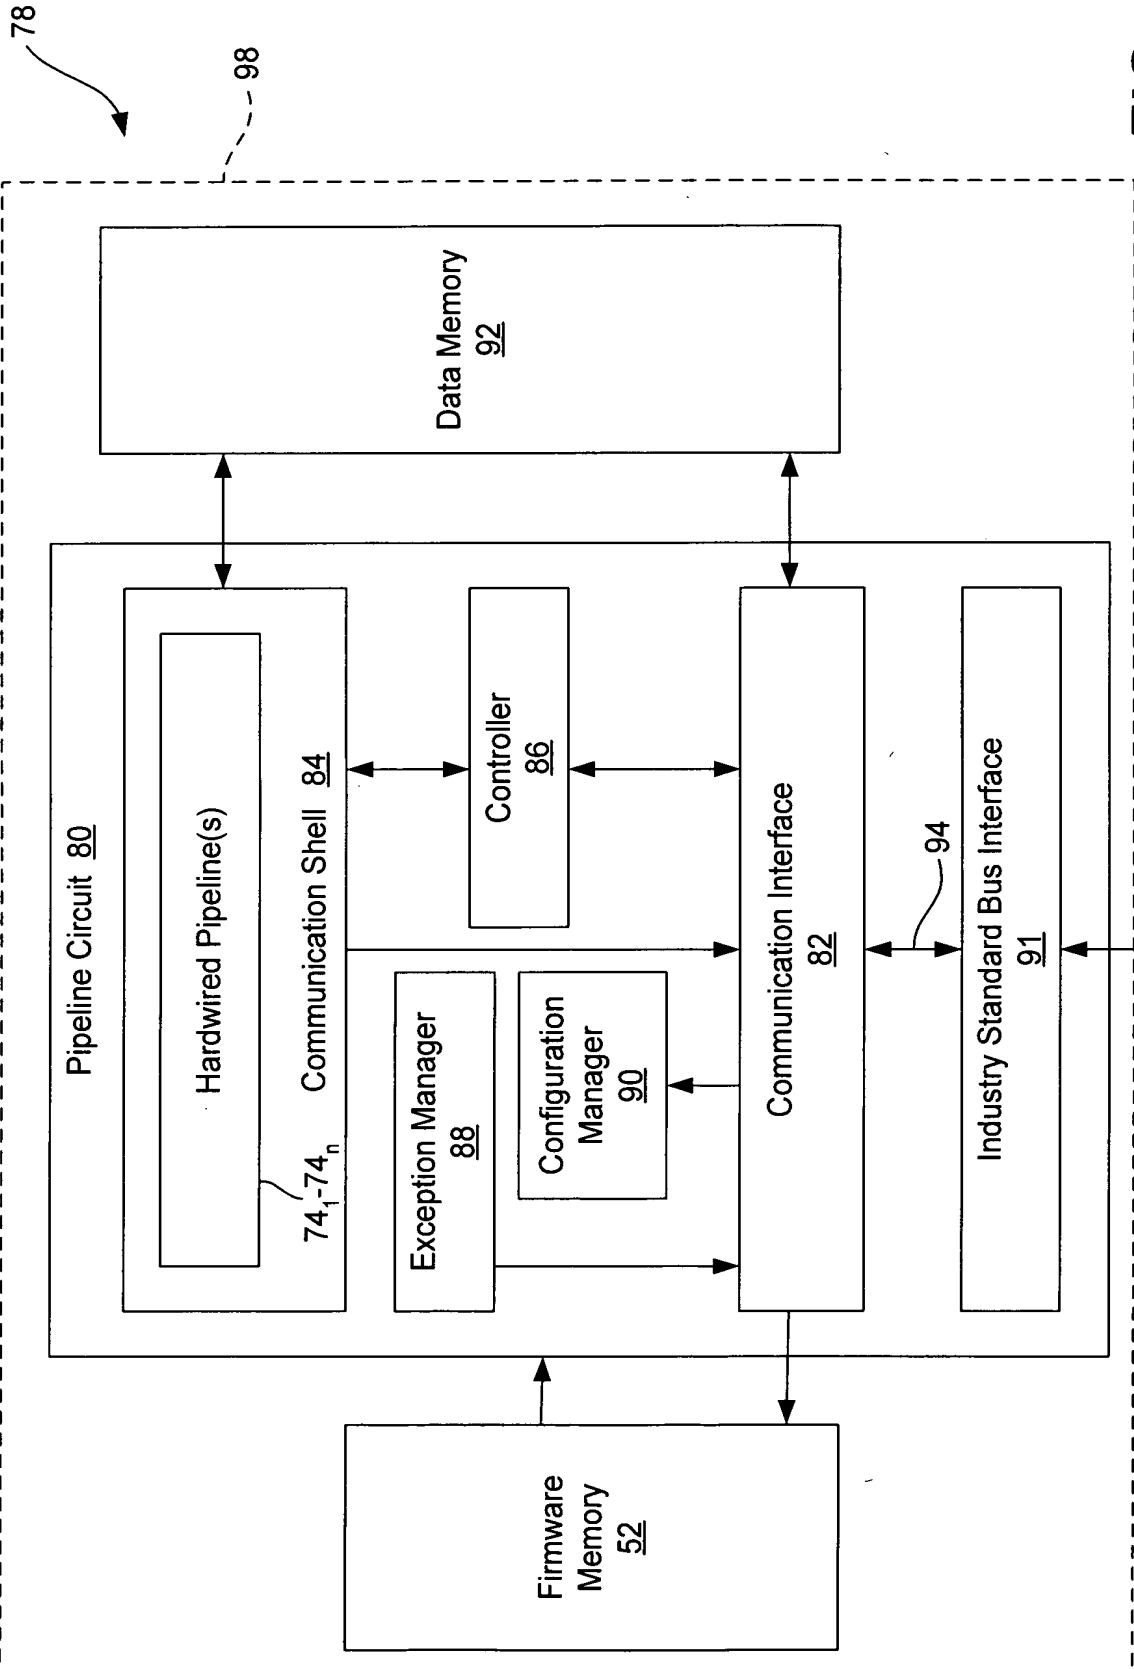 78
98
Pipeline Circuit 80
Hardwired Pipeline(s)
74₁-74ₙ
Communication Shell 84
Data Memory
92
Controller
86
Exception Manager
88
Configuration
Manager
90
Communication Interface
82
94
Industry Standard Bus Interface
91
Firmware
Memory
52